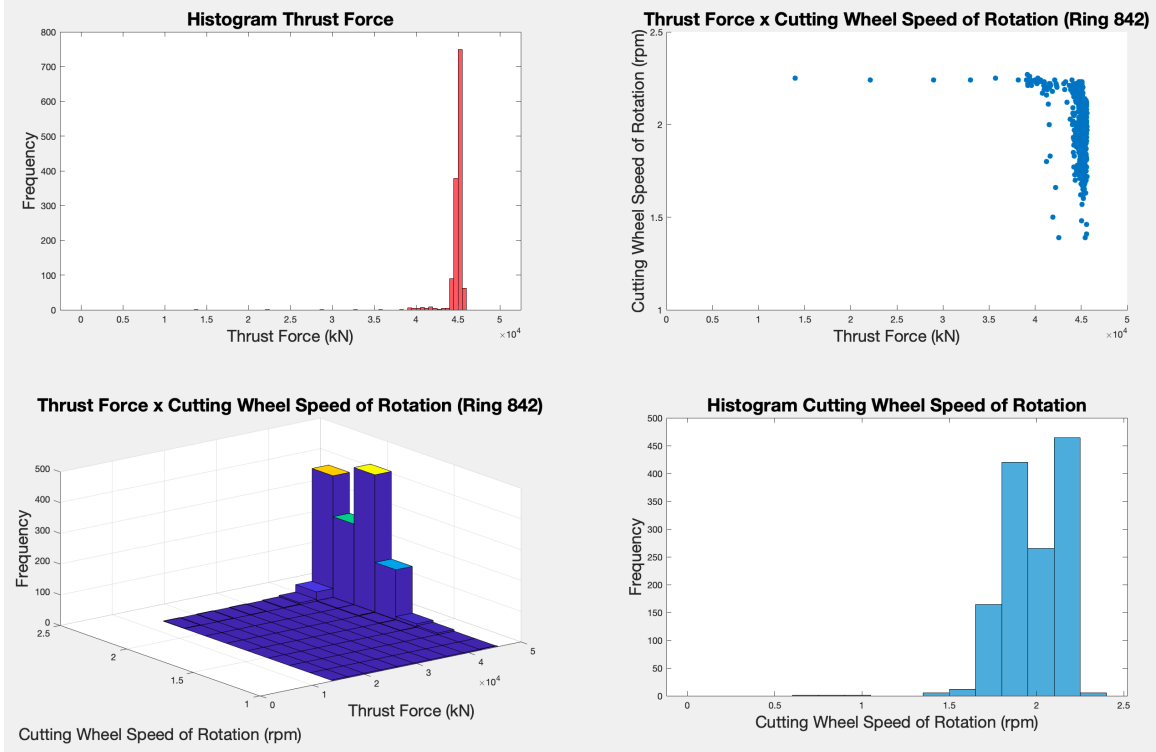 Histogram Thrust Force
800
700
600
500
400
300
200
100
0
Frequency
0 0.5 1 1.5 2 2.5 3 3.5 4 4.5 5
×10⁴
Thrust Force (kN)
Thrust Force x Cutting Wheel Speed of Rotation (Ring 842)
2.5
2
1.5
1
Cutting Wheel Speed of Rotation (rpm)
0 0.5 1 1.5 2 2.5 3 3.5 4 4.5 5
×10⁴
Thrust Force (kN)
Thrust Force x Cutting Wheel Speed of Rotation (Ring 842)
500
400
300
200
100
0
Frequency
2.5
2
1.5
1
0
1
2
3
4
5
×10⁴
Thrust Force (kN)
Cutting Wheel Speed of Rotation (rpm)
Histogram Cutting Wheel Speed of Rotation
500
450
400
350
300
250
200
150
100
50
0
Frequency
0 0.5 1 1.5 2 2.5
Cutting Wheel Speed of Rotation (rpm)